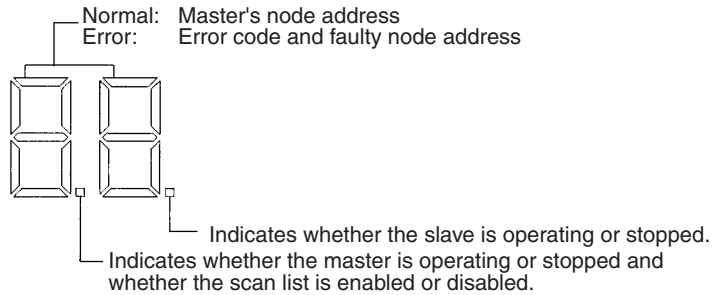 Normal: Master's node address
Error: Error code and faulty node address
Indicates whether the slave is operating or stopped.
Indicates whether the master is operating or stopped and
whether the scan list is enabled or disabled.